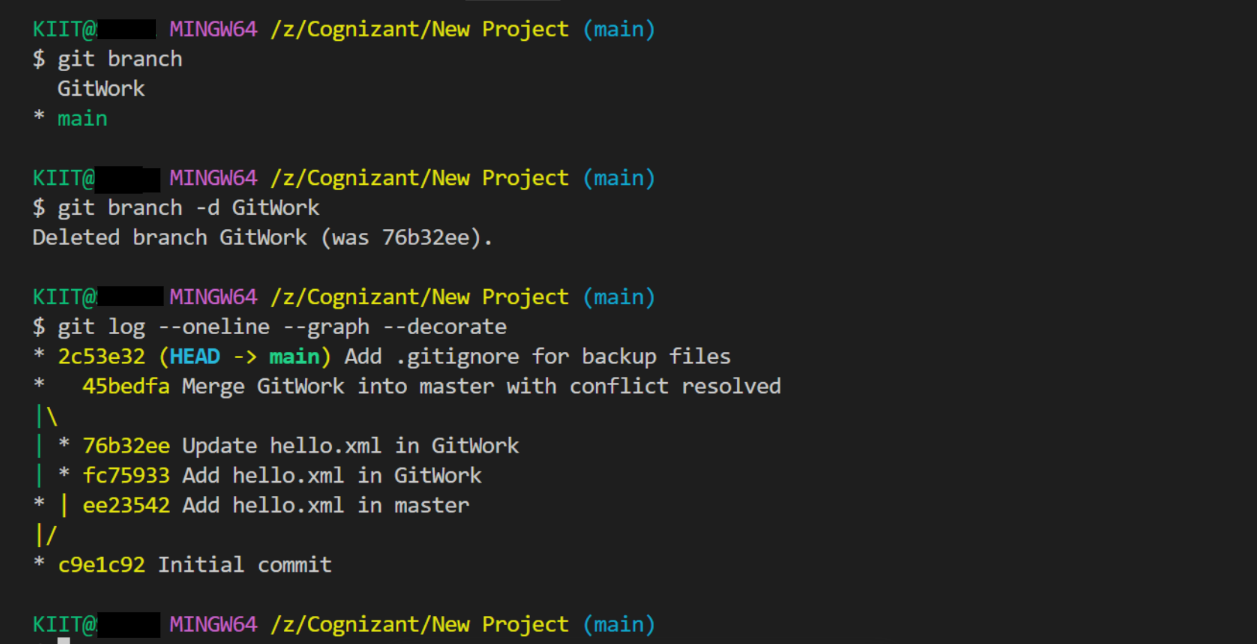 KIIT@ MINGW64 /z/Cognizant/New Project (main)
$ git branch
  GitWork
* main

KIIT@ MINGW64 /z/Cognizant/New Project (main)
$ git branch -d GitWork
Deleted branch GitWork (was 76b32ee).

KIIT@ MINGW64 /z/Cognizant/New Project (main)
$ git log --oneline --graph --decorate
* 2c53e32 (HEAD -> main) Add .gitignore for backup files
*   45bedfa Merge GitWork into master with conflict resolved
|\
| * 76b32ee Update hello.xml in GitWork
| * fc75933 Add hello.xml in GitWork
* | ee23542 Add hello.xml in master
|/
* c9e1c92 Initial commit

KIIT@ MINGW64 /z/Cognizant/New Project (main)